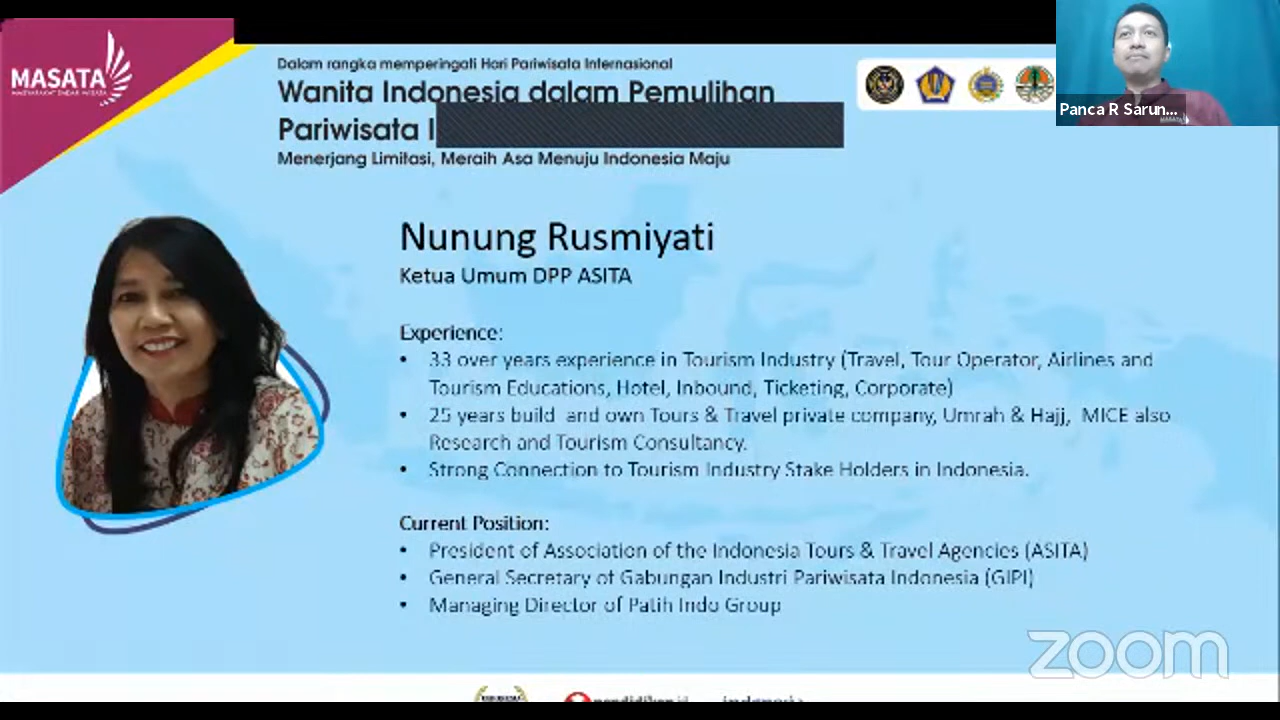 MASATA
Dalam rangka memperingati Hari Pariwisata Internasional
Wanita Indonesia dalam Pemulihan
Pariwisata I
Menerjang Limitasi, Meraih Asa Menuju Indonesia Maju
Panca R Sarun...
Nunung Rusmiyati
Ketua Umum DPP ASITA
Experience:
• 33 over years experience in Tourism Industry (Travel, Tour Operator, Airlines and
Tourism Educations, Hotel, Inbound, Ticketing, Corporate)
• 25 years build and own Tours & Travel private company, Umrah & Hajj, MICE also
Research and Tourism Consultancy.
• Strong Connection to Tourism Industry Stake Holders in Indonesia.
Current Position:
• President of Association of the Indonesia Tours & Travel Agencies (ASITA)
• General Secretary of Gabungan Industri Pariwisata Indonesia (GIPI)
• Managing Director of Patih Indo Group
zoom